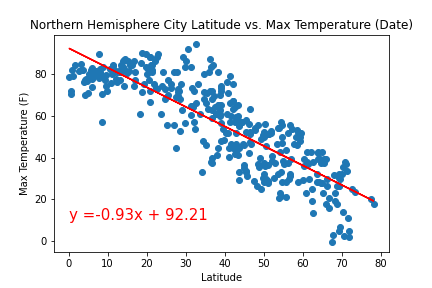 Northern Hemisphere City Latitude vs. Max Temperature (Date)
Max Temperature (F)
80
60
40
20
0
y =-0.93x + 92.21
0 10 20 30 40 50 60 70 80
Latitude